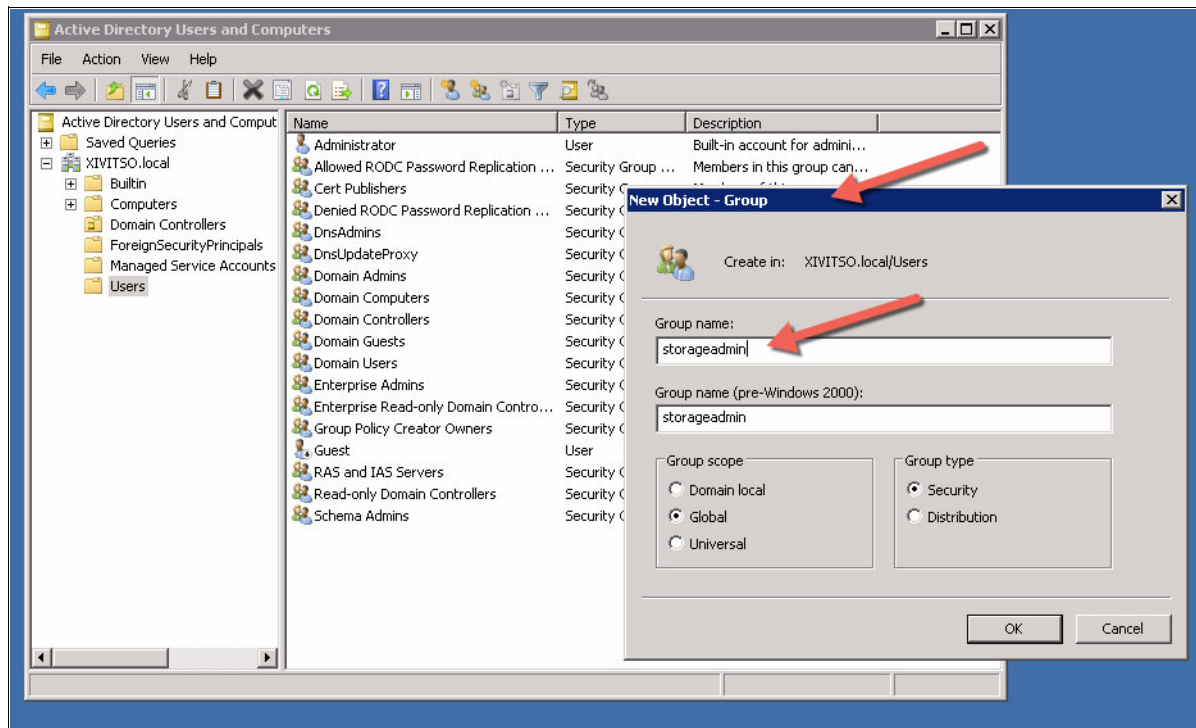 Active Directory Users and Computers
File Action View Help
Active Directory Users and Comput
Saved Queries
XIVITSO.local
Builtin
Computers
Domain Controllers
ForeignSecurityPrincipals
Managed Service Accounts
Users
Name Type Description
Administrator User Built-in account for admini...
Allowed RODC Password Replication ... Security Group ... Members in this group can...
Cert Publishers Security
Denied RODC Password Replication ... Security
DnsAdmins Security
DnsUpdateProxy Security
Domain Admins Security
Domain Computers Security
Domain Controllers Security
Domain Guests Security
Domain Users Security
Enterprise Admins Security
Enterprise Read-only Domain Contro... Security
Group Policy Creator Owners Security
Guest User
RAS and IAS Servers Security
Read-only Domain Controllers Security
Schema Admins Security
New Object - Group
Create in: XIVITSO.local/Users
Group name:
storageadmin
Group name (pre-Windows 2000):
storageadmin
Group scope
Domain local
Global
Universal
Group type
Security
Distribution
OK Cancel